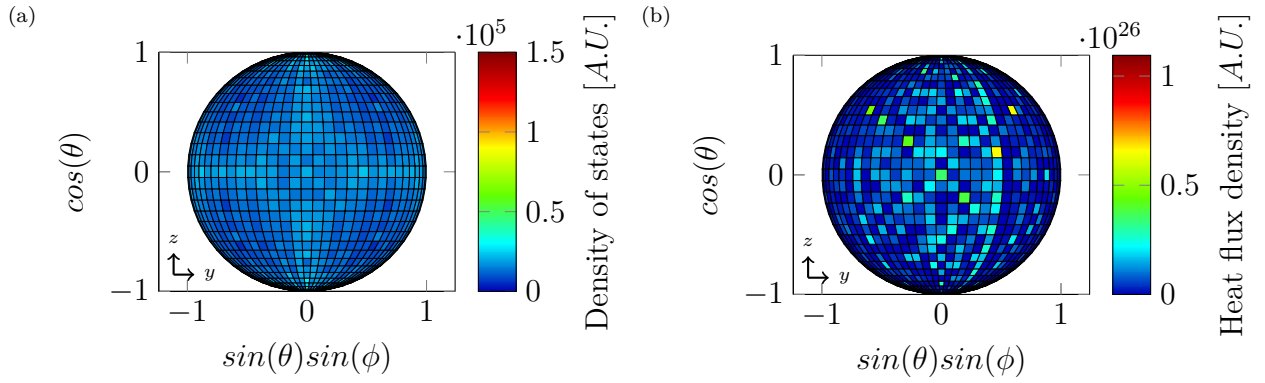 (a)
·10^5
1
0
−1
−1
0
1
cos(θ)
sin(θ)sin(ϕ)
z
y
1.5
1
0.5
0
Density of states [A.U.]
(b)
·10^26
1
0
−1
−1
0
1
cos(θ)
sin(θ)sin(ϕ)
z
y
1
0.5
0
Heat flux density [A.U.]